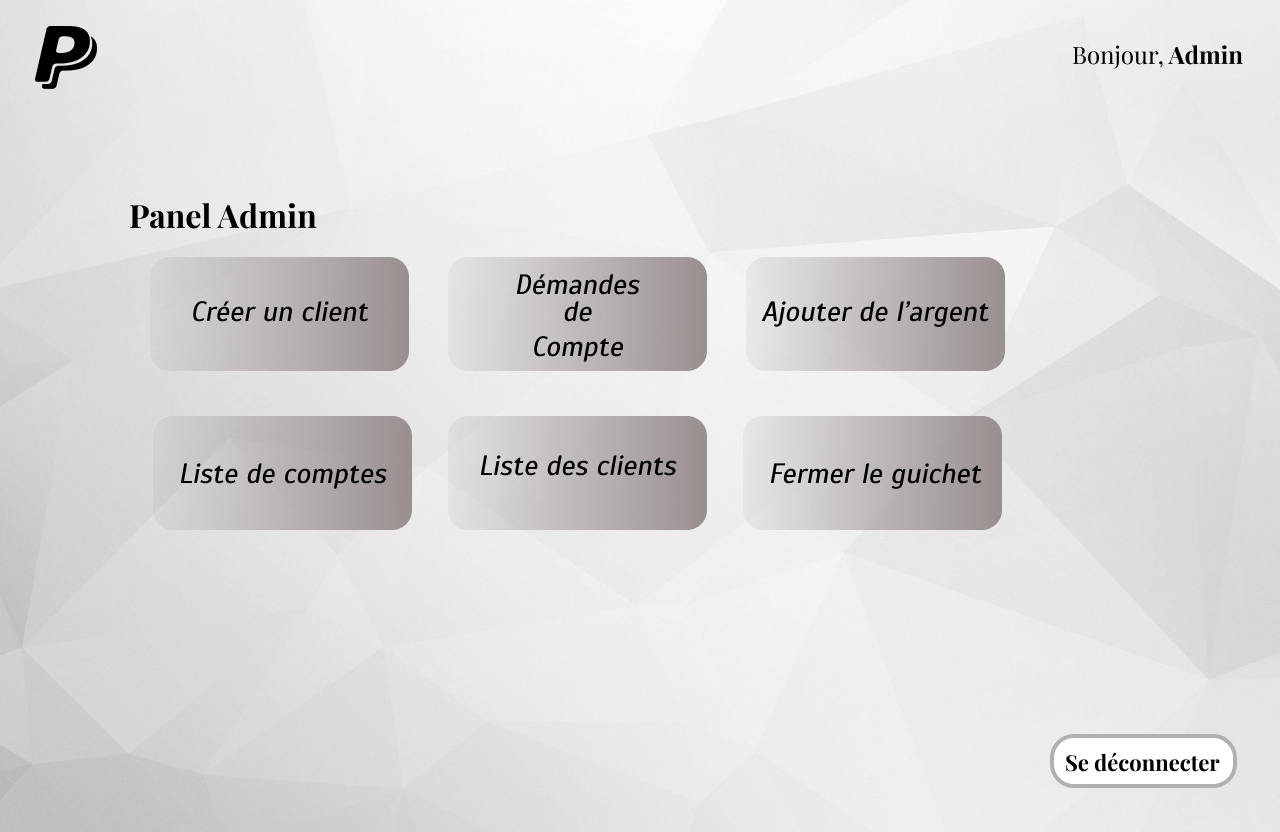 Bonjour, Admin
Panel Admin
Créer un client
Démandes
de
Compte
Ajouter de l’argent
Liste de comptes
Liste des clients
Fermer le guichet
Se déconnecter